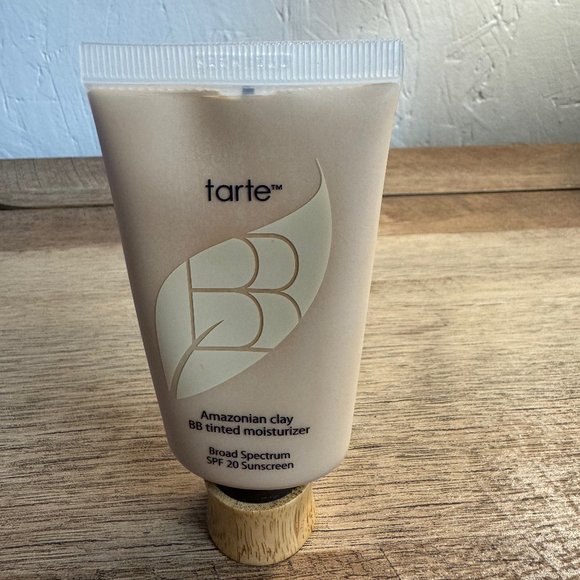 tarte™
BB
Amazonian clay
BB tinted moisturizer
Broad Spectrum
SPF 20 Sunscreen